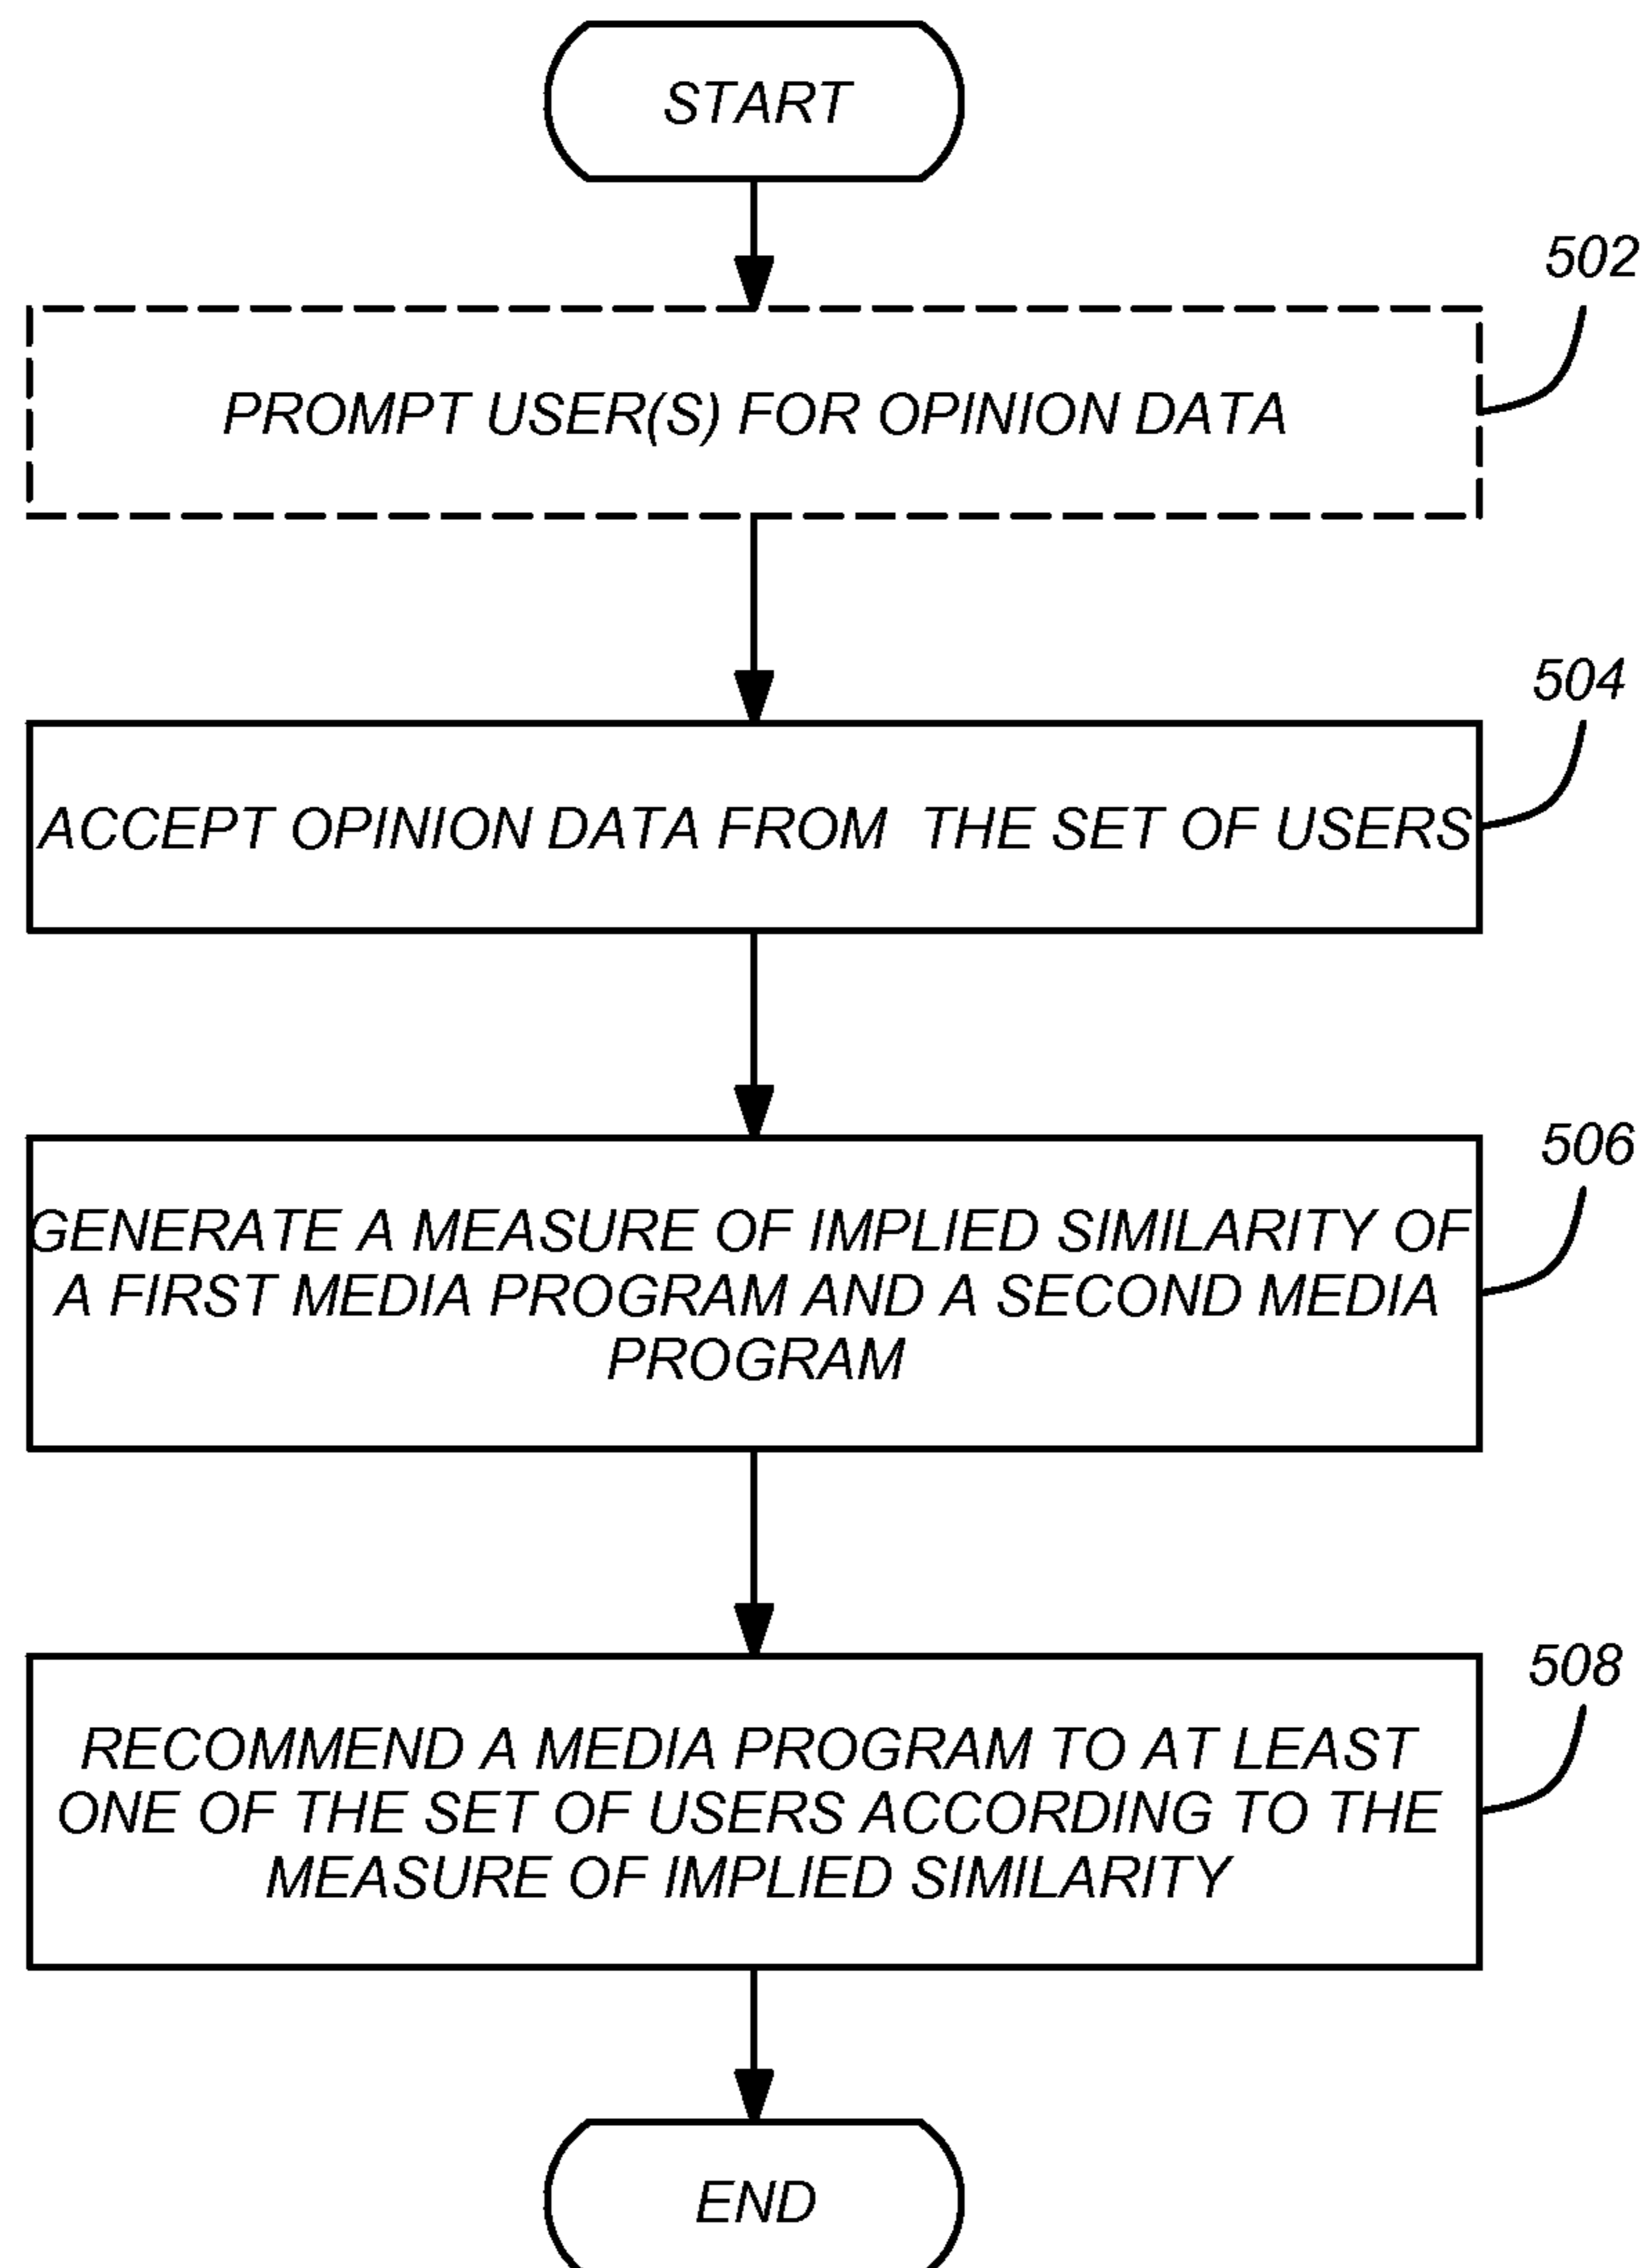 START
502
PROMPT USER(S) FOR OPINION DATA
504
ACCEPT OPINION DATA FROM THE SET OF USERS
506
GENERATE A MEASURE OF IMPLIED SIMILARITY OF
A FIRST MEDIA PROGRAM AND A SECOND MEDIA
PROGRAM
508
RECOMMEND A MEDIA PROGRAM TO AT LEAST
ONE OF THE SET OF USERS ACCORDING TO THE
MEASURE OF IMPLIED SIMILARITY
END